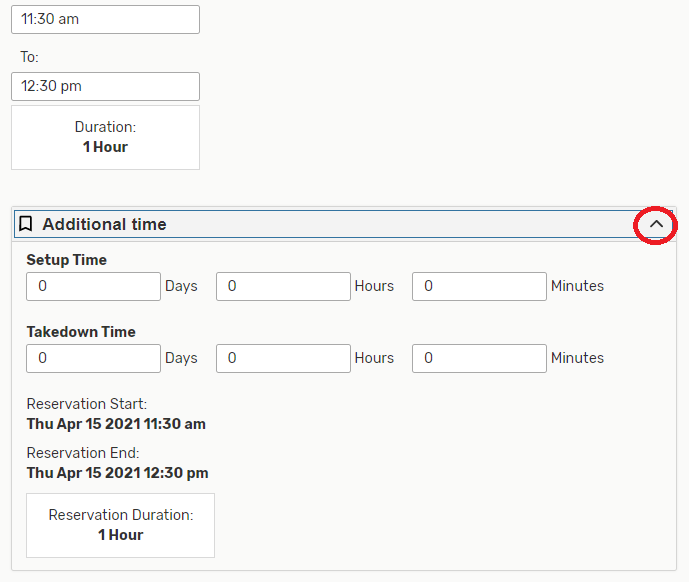 11:30 am
To:
12:30 pm
Duration:
1 Hour
Additional time
Setup Time
0 Days 0 Hours 0 Minutes
Takedown Time
0 Days 0 Hours 0 Minutes
Reservation Start:
Thu Apr 15 2021 11:30 am
Reservation End:
Thu Apr 15 2021 12:30 pm
Reservation Duration:
1 Hour